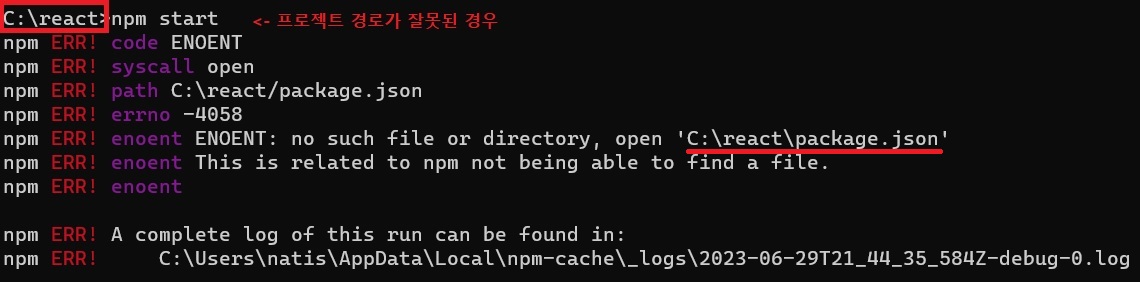 C:\react>npm start <- 프로젝트 경로가 잘못된 경우
npm ERR! code ENOENT
npm ERR! syscall open
npm ERR! path C:\react/package.json
npm ERR! errno -4058
npm ERR! enoent ENOENT: no such file or directory, open 'C:\react\package.json'
npm ERR! enoent This is related to npm not being able to find a file.
npm ERR! enoent
npm ERR! A complete log of this run can be found in:
npm ERR!     C:\Users\natis\AppData\Local\npm-cache\_logs\2023-06-29T21_44_35_584Z-debug-0.log